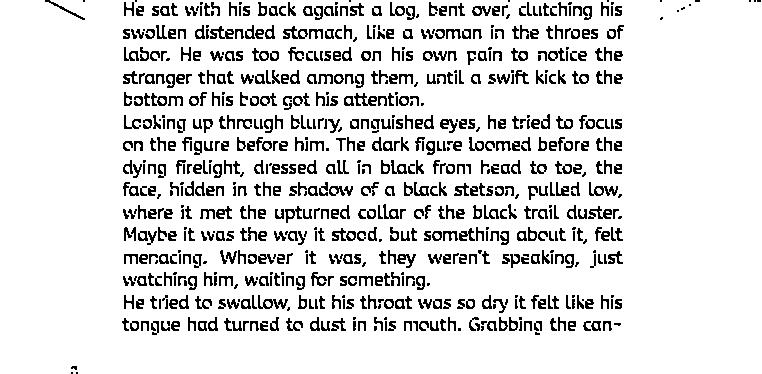 He sat with his back against a log, bent over, clutching his
swollen distended stomach, like a woman in the throes of
labor. He was too focused on his own pain to notice the
stranger that walked among them, until a swift kick to the
bottom of his boot got his attention.
Looking up through blurry, anguished eyes, he tried to focus
on the figure before him. The dark figure loomed before the
dying firelight, dressed all in black from head to toe, the
face, hidden in the shadow of a black stetson, pulled low,
where it met the upturned collar of the black trail duster.
Maybe it was the way it stood, but something about it, felt
menacing. Whoever it was, they weren't speaking, just
watching him, waiting for something.
He tried to swallow, but his throat was so dry it felt like his
tongue had turned to dust in his mouth. Grabbing the can-